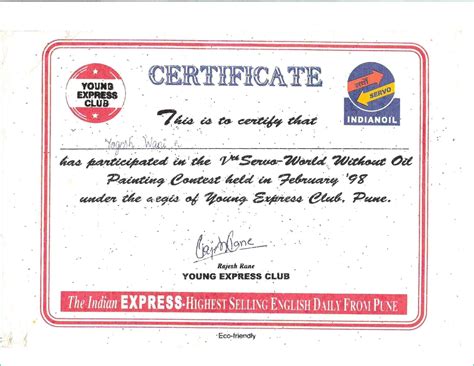 YOUNG
EXPRESS
CLUB
CERTIFICATE
SERVO
INDIANOIL
This is to certify that
Yogesh
has participated in the Vth Servo-World Without Oil
Painting Contest held in February '98
under the aegis of Young Express Club, Pune.
Rajesh Rane
YOUNG EXPRESS CLUB
The Indian EXPRESS-HIGHEST SELLING ENGLISH DAILY FROM PUNE
Eco-friendly